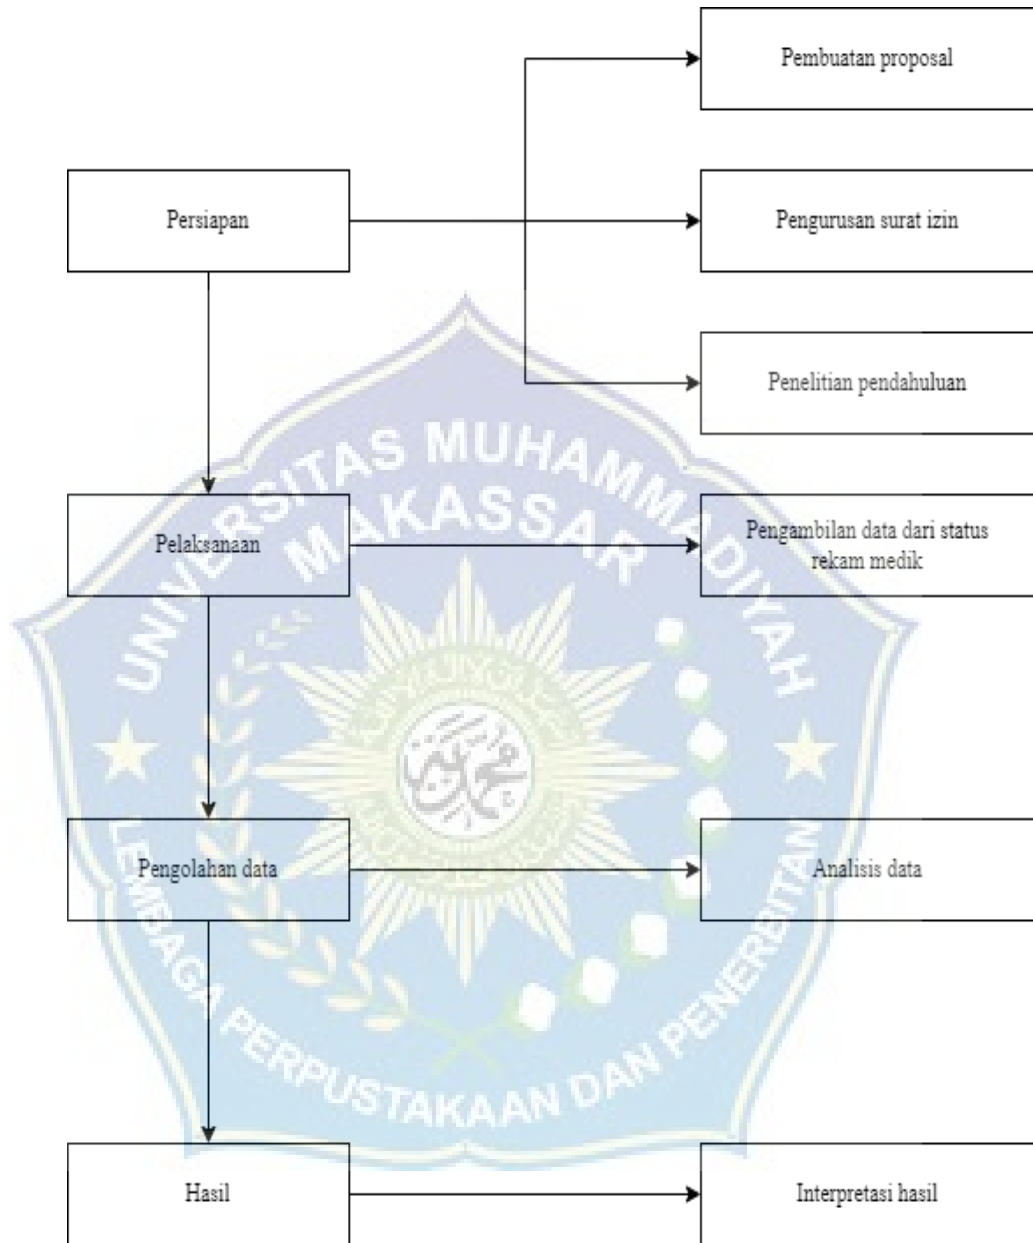 Pembuatan proposal
Persiapan
Pengurusan surat izin
Penelitian pendahuluan
UNIVERSITAS MUHAMMADIYAH
MAKASSAR
Pelaksanaan
Pengambilan data dari status
rekam medik
محمد
Pengolahan data
Analisis data
LEMBAGA PERPUSTAKAAN DAN PENERBITAN
Hasil
Interpretasi hasil